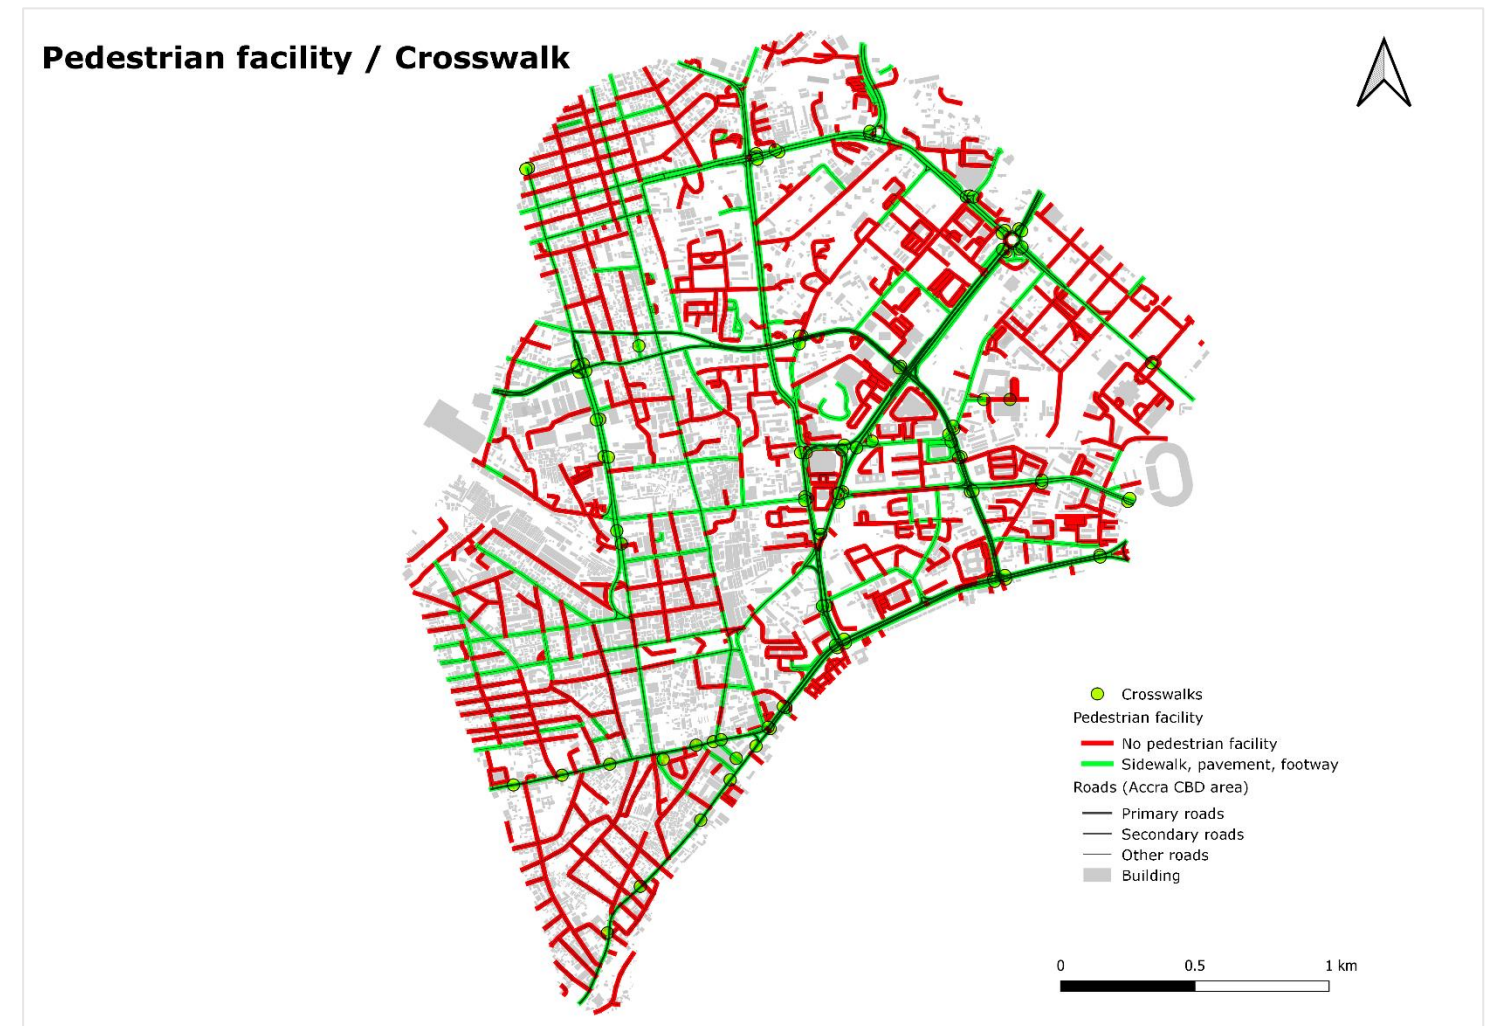 Pedestrian facility / Crosswalk
Crosswalks
Pedestrian facility
No pedestrian facility
Sidewalk, pavement, footway
Roads (Accra CBD area)
Primary roads
Secondary roads
Other roads
Building
0 0.5 1 km